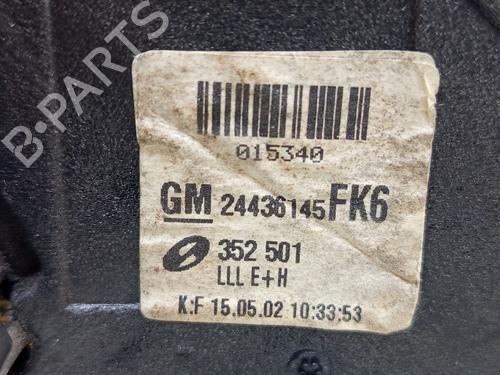 B-PARTS
015340
GM 24436145 FK6
352 501
LLL E+H
K:F 15.05.02 10:33:53